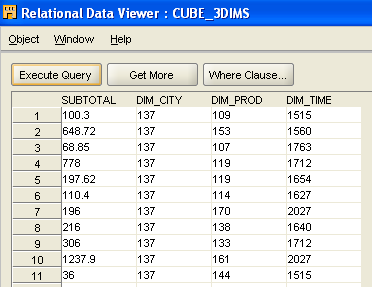 Relational Data Viewer : CUBE_3DIMS
Object Window Help
Execute Query Get More Where Clause...
SUBTOTAL DIM_CITY DIM_PROD DIM_TIME
1 100.3 137 109 1515
2 648.72 137 153 1560
3 68.85 137 107 1763
4 778 137 119 1712
5 197.62 137 119 1654
6 110.4 137 114 1627
7 196 137 170 2027
8 216 137 138 1640
9 306 137 133 1712
10 1237.9 137 161 2027
11 36 137 144 1515